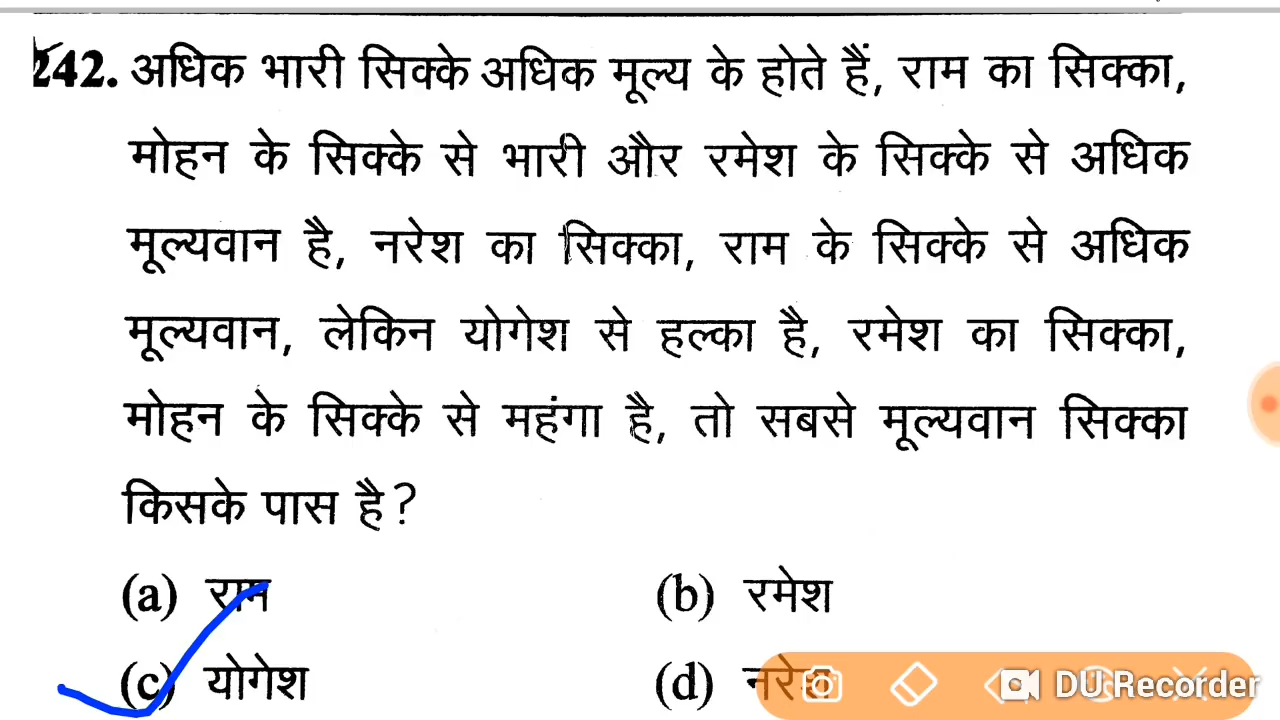 242. अधिक भारी सिक्के अधिक मूल्य के होते हैं, राम का सिक्का,
मोहन के सिक्के से भारी और रमेश के सिक्के से अधिक
मूल्यवान है, नरेश का सिक्का, राम के सिक्के से अधिक
मूल्यवान, लेकिन योगेश से हल्का है, रमेश का सिक्का,
मोहन के सिक्के से महंगा है, तो सबसे मूल्यवान सिक्का
किसके पास है?
(a) राम (b) रमेश
(c) योगेश (d) नरेश
DU Recorder